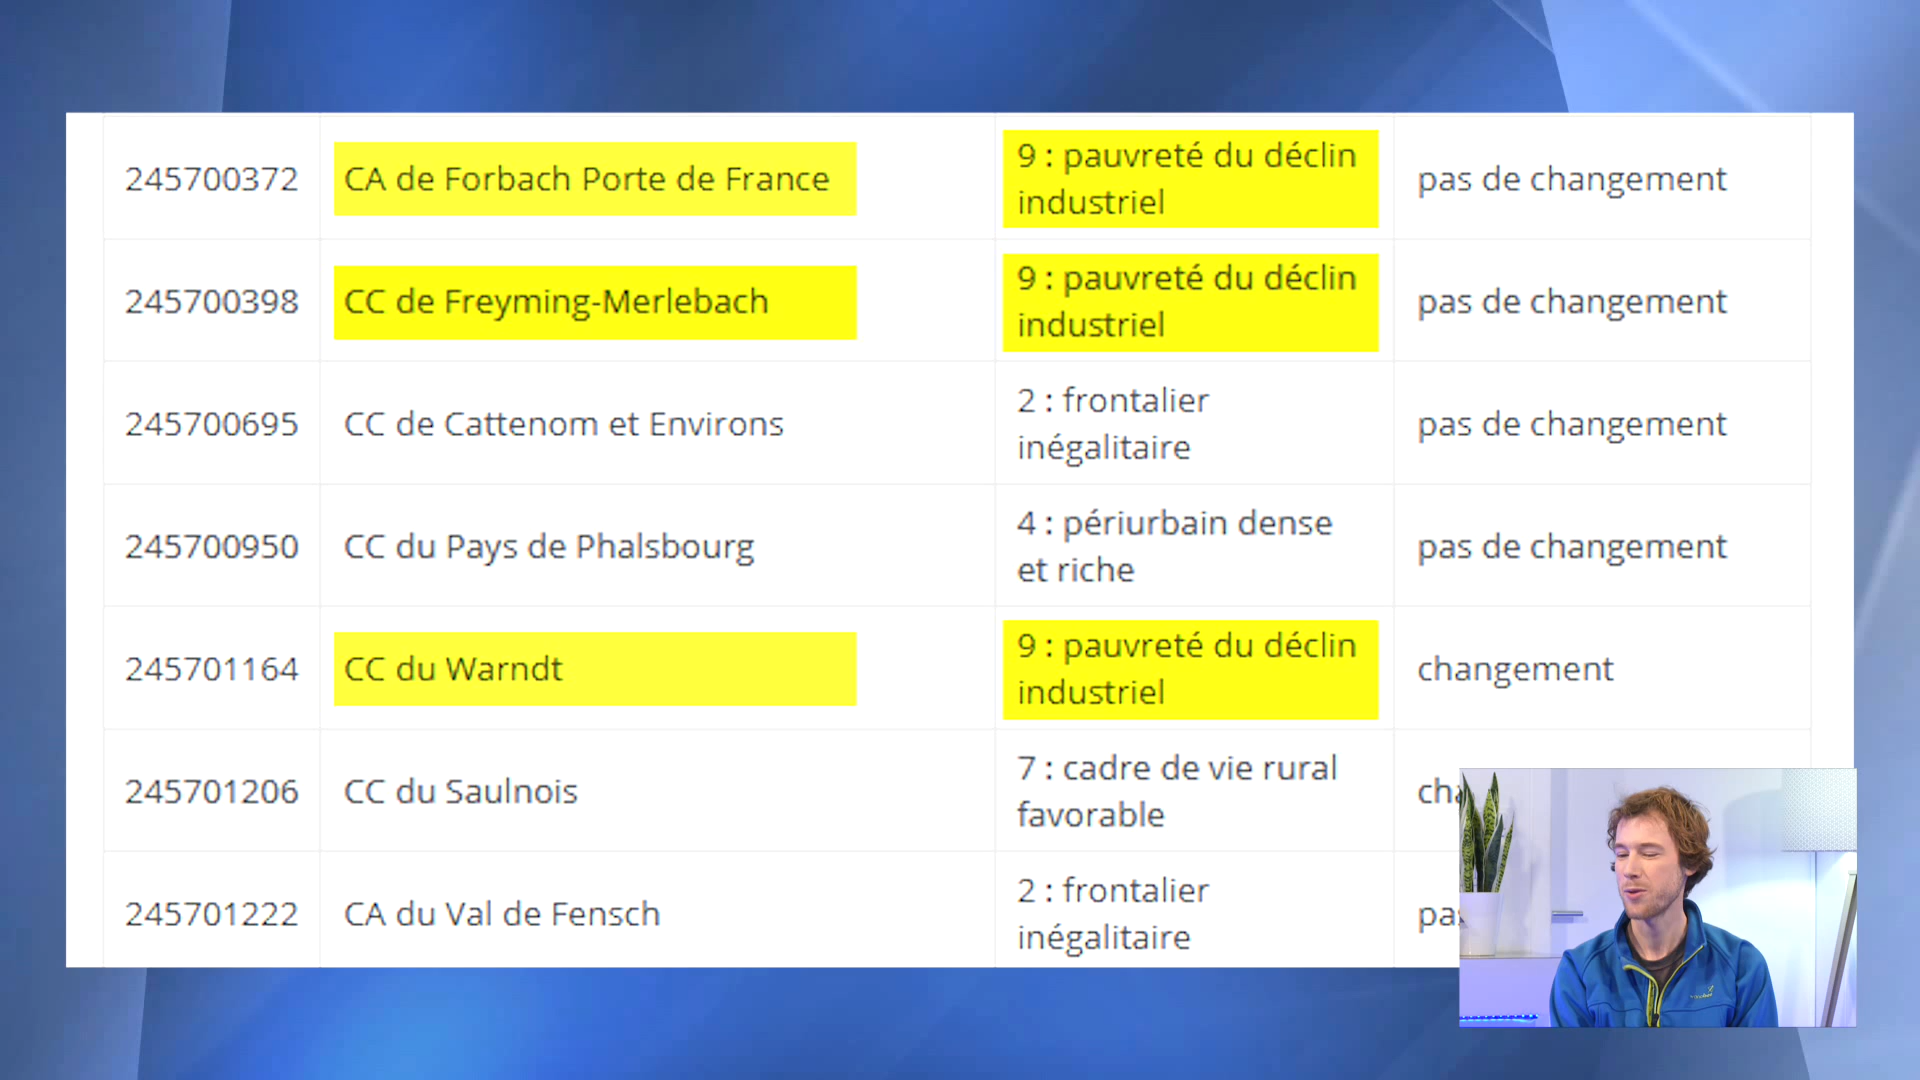 245700372 CA de Forbach Porte de France 9 : pauvreté du déclin industriel pas de changement
245700398 CC de Freyming-Merlebach 9 : pauvreté du déclin industriel pas de changement
245700695 CC de Cattenom et Environs 2 : frontalier inégalitaire pas de changement
245700950 CC du Pays de Phalsbourg 4 : périurbain dense et riche pas de changement
245701164 CC du Warndt 9 : pauvreté du déclin industriel changement
245701206 CC du Saulnois 7 : cadre de vie rural favorable
245701222 CA du Val de Fensch 2 : frontalier inégalitaire pas